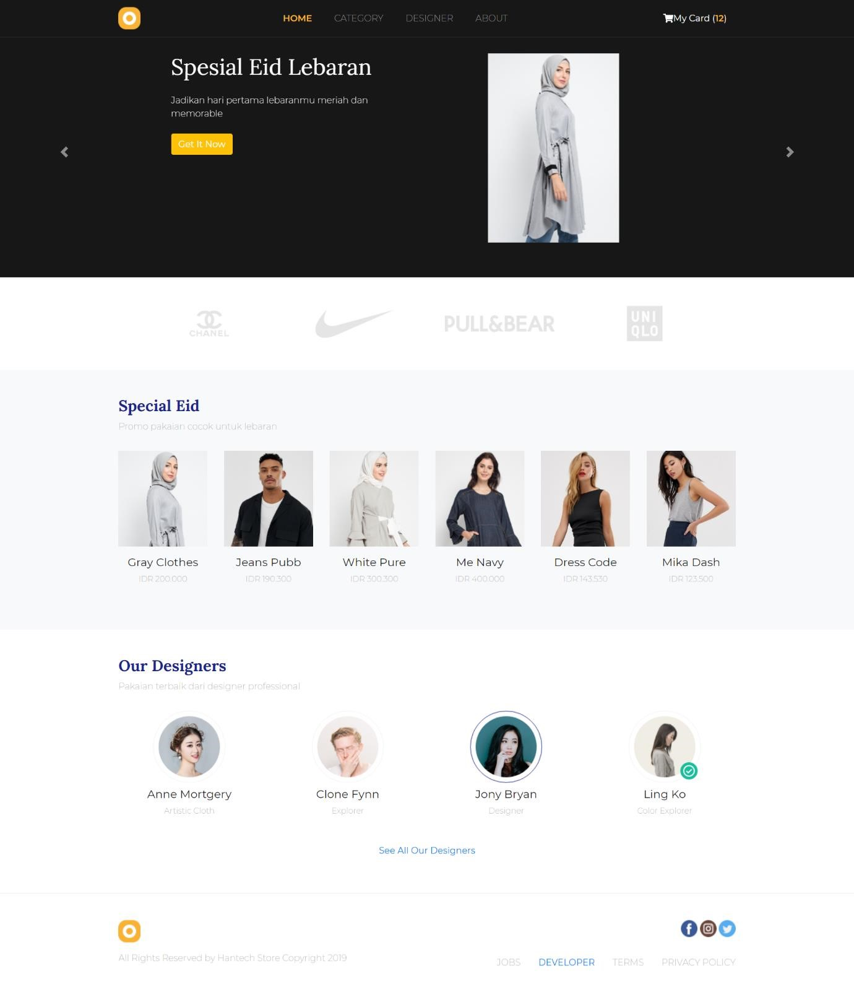 HOME CATEGORY DESIGNER ABOUT My Card (12)
Spesial Eid Lebaran
Jadikan hari pertama lebaranmu meriah dan
memorable
Get It Now
CHANEL
PULL&BEAR
UNI
QLO
Special Eid
Promo pakaian cocok untuk lebaran
Gray Clothes Jeans Pubb White Pure Me Navy Dress Code Mika Dash
IDR 200.000 IDR 190.300 IDR 300.300 IDR 400.000 IDR 143.530 IDR 123.500
Our Designers
Pakaian terbaik dari designer professional
Anne Mortgery Clone Fynn Jony Bryan Ling Ko
Artistic Cloth Explorer Designer Color Explorer
See All Our Designers
All Rights Reserved by Hantech Store Copyright 2019
JOBS DEVELOPER TERMS PRIVACY POLICY